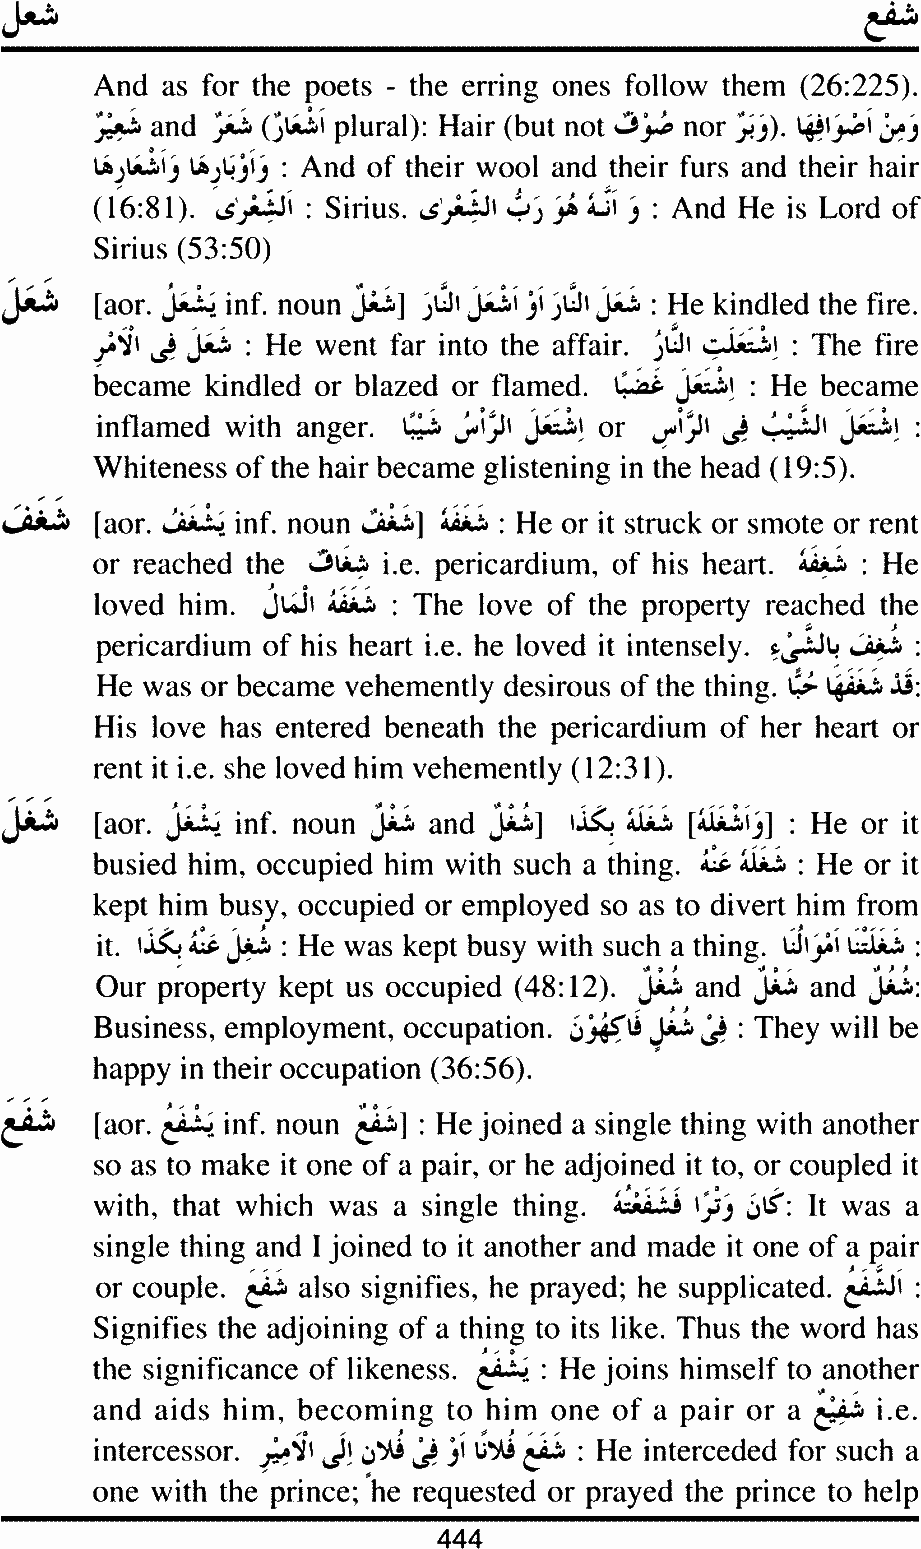 شعل شفع
And as for the poets - the erring ones follow them (26:225).
شَعِيْرٌ and شَعَرٌ (اَشْعَارٌ plural): Hair (but not صُوْفٌ nor وَبَرٌ). وَمِنْ اَصْوَافِهَا
وَاَوْبَارِهَا وَاَشْعَارِهَا : And of their wool and their furs and their hair
(16:81). اَلشِّعْرٰى : Sirius. وَ اَنَّهٗ هُوَ رَبُّ الشِّعْرٰى : And He is Lord of
Sirius (53:50)
شَعَلَ [aor. يَشْعَلُ inf. noun شَعْلٌ] شَعَلَ النَّارَ اَوْ اَشْعَلَ النَّارَ : He kindled the fire.
شَعَلَ فِى الْاَمْرِ : He went far into the affair. اِشْتَعَلَتِ النَّارُ : The fire
became kindled or blazed or flamed. اِشْتَعَلَ غَضَبًا : He became
inflamed with anger. اِشْتَعَلَ الرَّاْسُ شَيْبًا or اِشْتَعَلَ الشَّيْبُ فِى الرَّاْسِ :
Whiteness of the hair became glistening in the head (19:5).
شَغَفَ [aor. يَشْغَفُ inf. noun شَغْفٌ] شَغَفَهٗ : He or it struck or smote or rent
or reached the شِغَافٌ i.e. pericardium, of his heart. شَغَفَهٗ : He
loved him. شَغَفَهُ الْمَالُ : The love of the property reached the
pericardium of his heart i.e. he loved it intensely. شُغِفَ بِالشَّيْءِ :
He was or became vehemently desirous of the thing. قَدْ شَغَفَهَا حُبًّا:
His love has entered beneath the pericardium of her heart or
rent it i.e. she loved him vehemently (12:31).
شَغَلَ [aor. يَشْغَلُ inf. noun شَغْلٌ and شُغْلٌ] شَغَلَهٗ بِكَذَا [وَاَشْغَلَهٗ] : He or it
busied him, occupied him with such a thing. شَغَلَهٗ عَنْهُ : He or it
kept him busy, occupied or employed so as to divert him from
it. شُغِلَ عَنْهُ بِكَذَا : He was kept busy with such a thing. شَغَلَتْنَا اَمْوَالُنَا :
Our property kept us occupied (48:12). شُغُلٌ and شَغْلٌ and شُغْلٌ:
Business, employment, occupation. فِىْ شُغُلٍ فَاكِهُوْنَ : They will be
happy in their occupation (36:56).
شَفَعَ [aor. يَشْفَعُ inf. noun شَفْعٌ] : He joined a single thing with another
so as to make it one of a pair, or he adjoined it to, or coupled it
with, that which was a single thing. كَانَ وَتْرًا فَشَفَعْتُهٗ: It was a
single thing and I joined to it another and made it one of a pair
or couple. شَفَعَ also signifies, he prayed; he supplicated. اَلشَّفْعُ :
Signifies the adjoining of a thing to its like. Thus the word has
the significance of likeness. يَشْفَعُ : He joins himself to another
and aids him, becoming to him one of a pair or a شَفِيْعٌ i.e.
intercessor. شَفَعَ فُلَانًا اَوْ فِىْ فُلَانٍ اِلَى الْاَمِيْرِ : He interceded for such a
one with the prince; he requested or prayed the prince to help
444